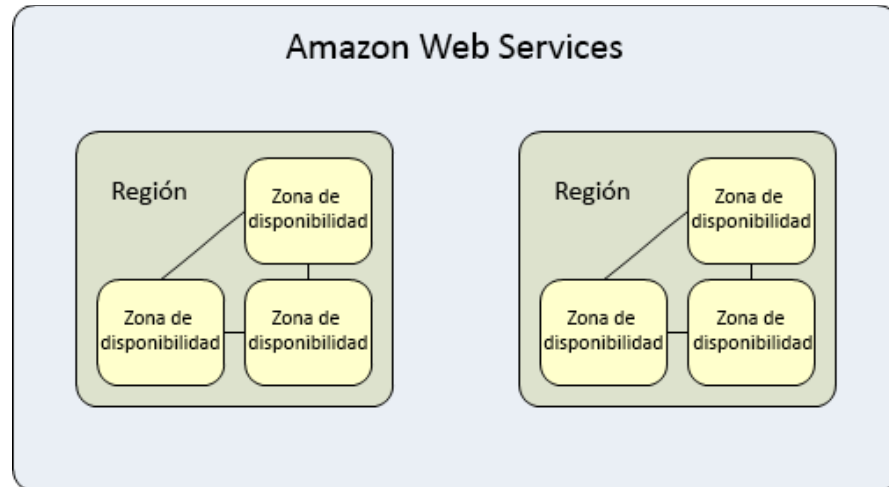 Amazon Web Services
Región
Zona de
disponibilidad
Zona de
disponibilidad
Zona de
disponibilidad
Región
Zona de
disponibilidad
Zona de
disponibilidad
Zona de
disponibilidad